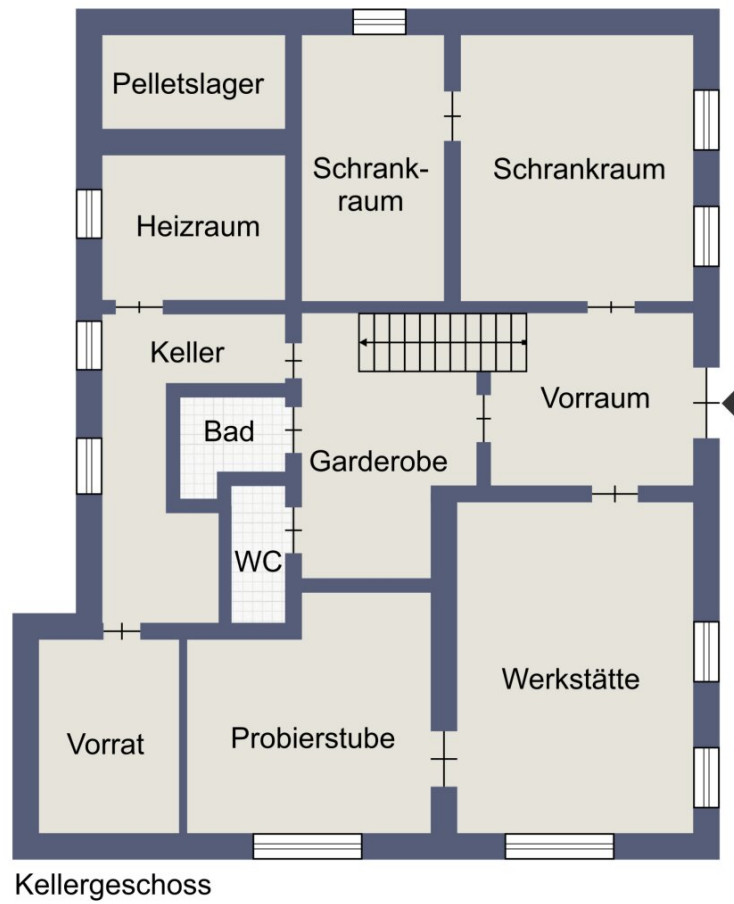 Pelletslager
Schrank-
raum
Schrankraum
Heizraum
Keller
Vorraum
Bad
Garderobe
WC
Werkstätte
Probierstube
Vorrat
Kellergeschoss